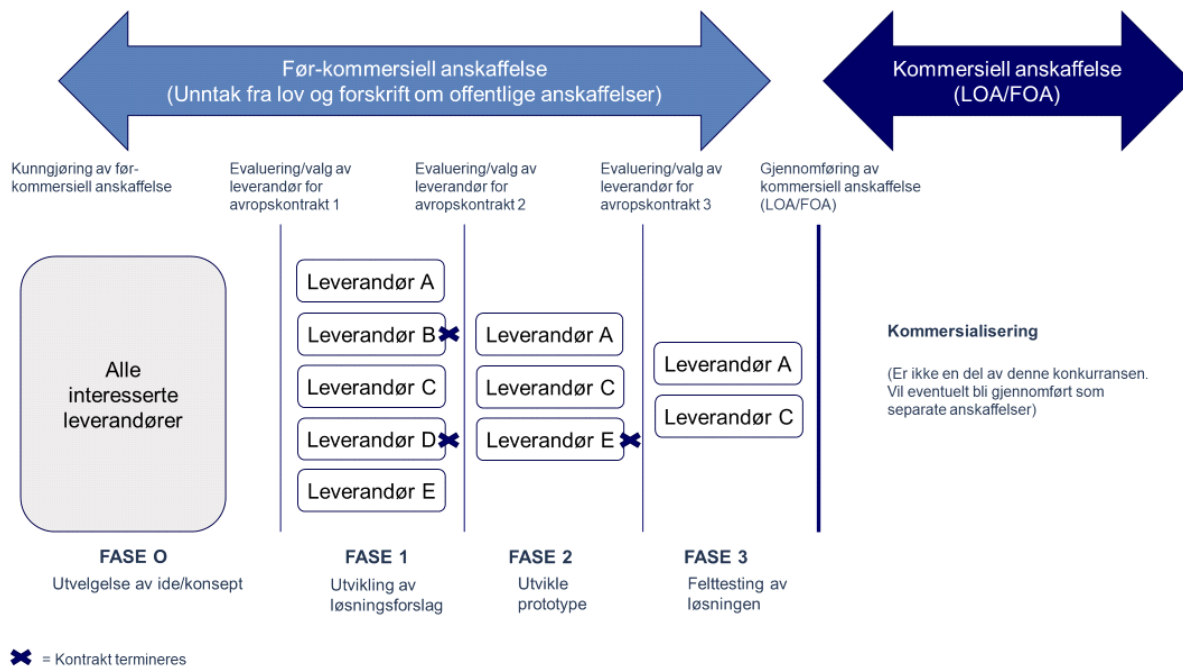 Før-kommersiell anskaffelse
(Unntak fra lov og forskrift om offentlige anskaffelser)
Kommersiell anskaffelse
(LOA/FOA)
Kunngjøring av før-
kommersiell anskaffelse
Evaluering/valg av
leverandør for
avropskontrakt 1
Evaluering/valg av
leverandør for
avropskontrakt 2
Evaluering/valg av
leverandør for
avropskontrakt 3
Gjennomføring av
kommersiell anskaffelse
(LOA/FOA)
Alle
interesserte
leverandører
Leverandør A
Leverandør B
Leverandør C
Leverandør D
Leverandør E
Leverandør A
Leverandør C
Leverandør E
Leverandør A
Leverandør C
Kommersialisering
(Er ikke en del av denne konkurransen.
Vil eventuelt bli gjennomført som
separate anskaffelser)
FASE O
Utvelgelse av ide/konsept
FASE 1
Utvikling av
løsningsforslag
FASE 2
Utvikle
prototype
FASE 3
Felttesting av
løsningen
= Kontrakt termineres